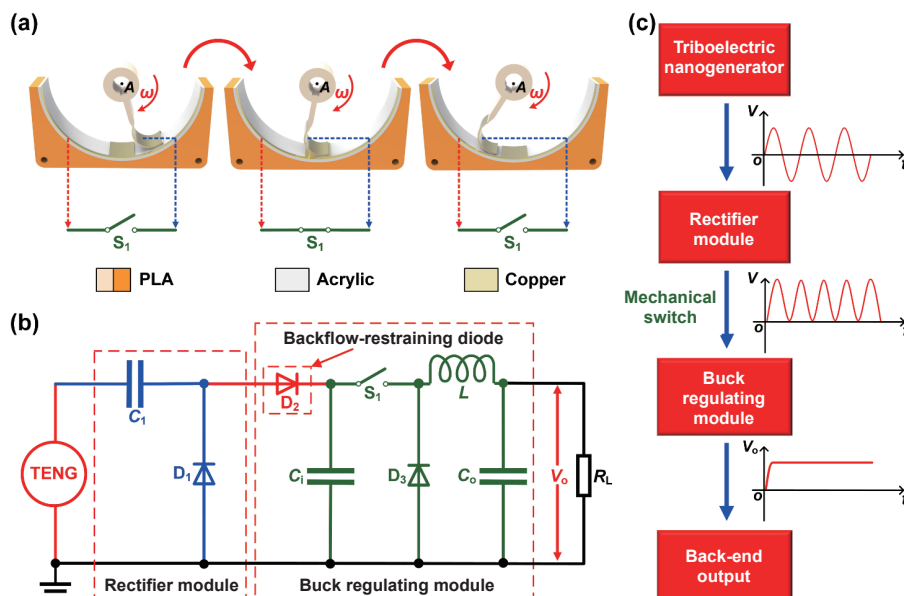 (a)
A
ω
A
ω
A
ω
S1
S1
S1
PLA
Acrylic
Copper
(b)
Backflow-restraining diode
D2
S1
L
C1
TENG
D1
Ci
D3
Co
Vo
RL
Rectifier module
Buck regulating module
(c)
Triboelectric
nanogenerator
V
o
t
Rectifier
module
Mechanical
switch
V
o
t
Buck
regulating
module
Vo
o
t
Back-end
output